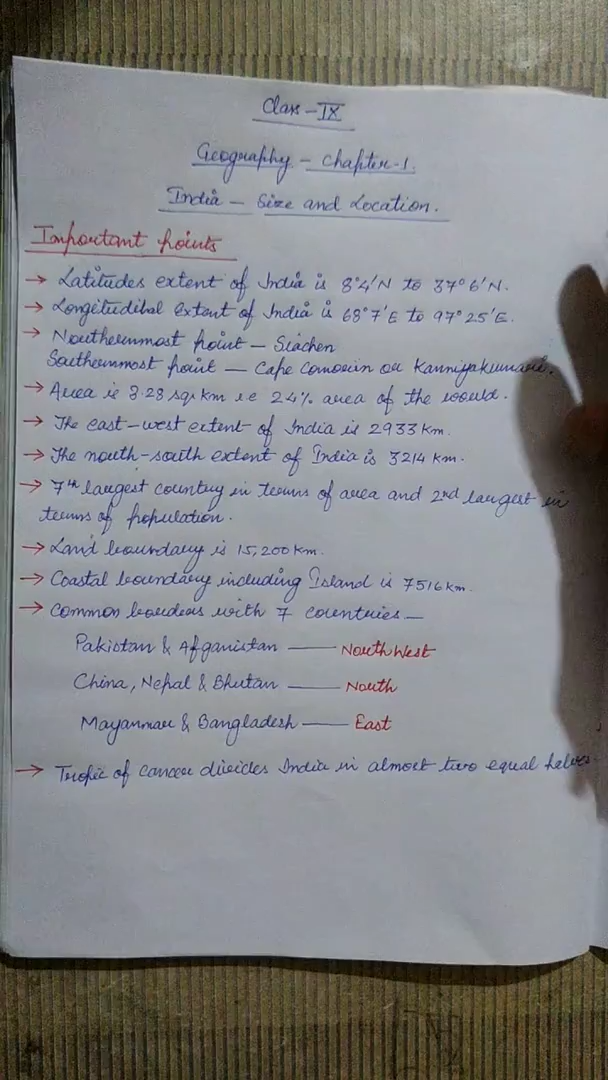 Class - IX
Geography - Chapter-1.
India - Size and Location.
Important points
→ Latitudes extent of India is 8°4'N to 37°6'N.
→ Longitudibal extent of India is 68°7'E to 97°25'E.
→ Northernmost point - Siachen
Southernmost point - Cape Comorin or Kanniyakumari.
→ Area is 3.28 sq.km i.e 24% area of the world.
→ The east-west extent of India is 2933 km.
→ The north-south extent of India is 3214 km.
→ 7th largest country in terms of area and 2nd largest in
terms of population.
→ Land boundary is 15,200 km.
→ Coastal boundary including Island is 7516 km.
→ Common borders with 7 countries -
Pakistan & Afganistan — North West
China, Nepal & Bhutan — North
Mayanmar & Bangladesh — East
→ Tropic of cancer divides India in almost two equal halves